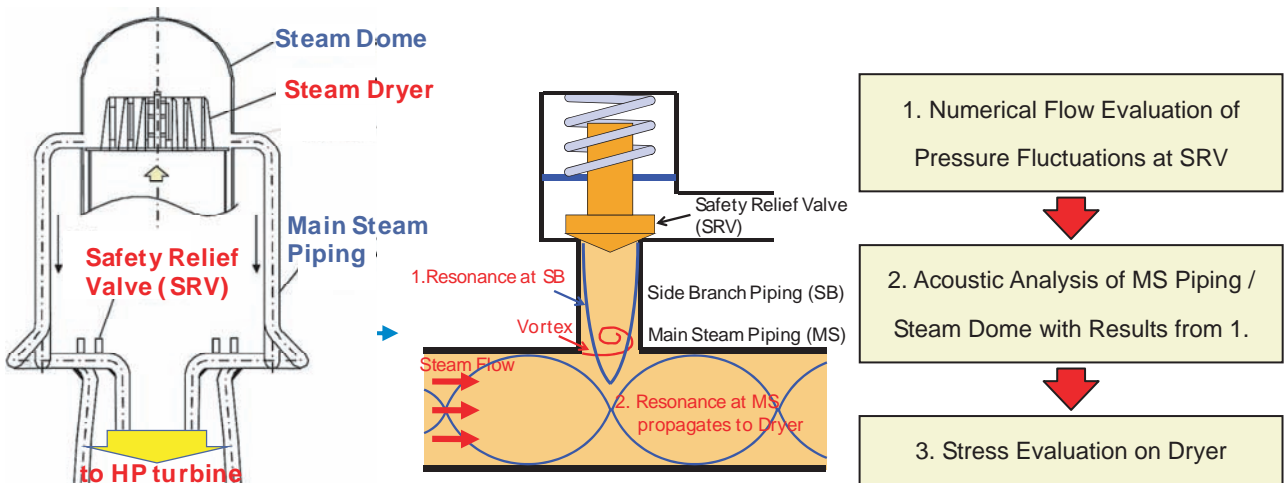 Steam Dome
Steam Dryer
Main Steam
Piping
Safety Relief
Valve (SRV)
to HP turbine
Safety Relief Valve
(SRV)
1.Resonance at SB
Side Branch Piping (SB)
Vortex
Main Steam Piping (MS)
Steam Flow
2. Resonance at MS
propagates to Dryer
1. Numerical Flow Evaluation of
Pressure Fluctuations at SRV
2. Acoustic Analysis of MS Piping /
Steam Dome with Results from 1.
3. Stress Evaluation on Dryer